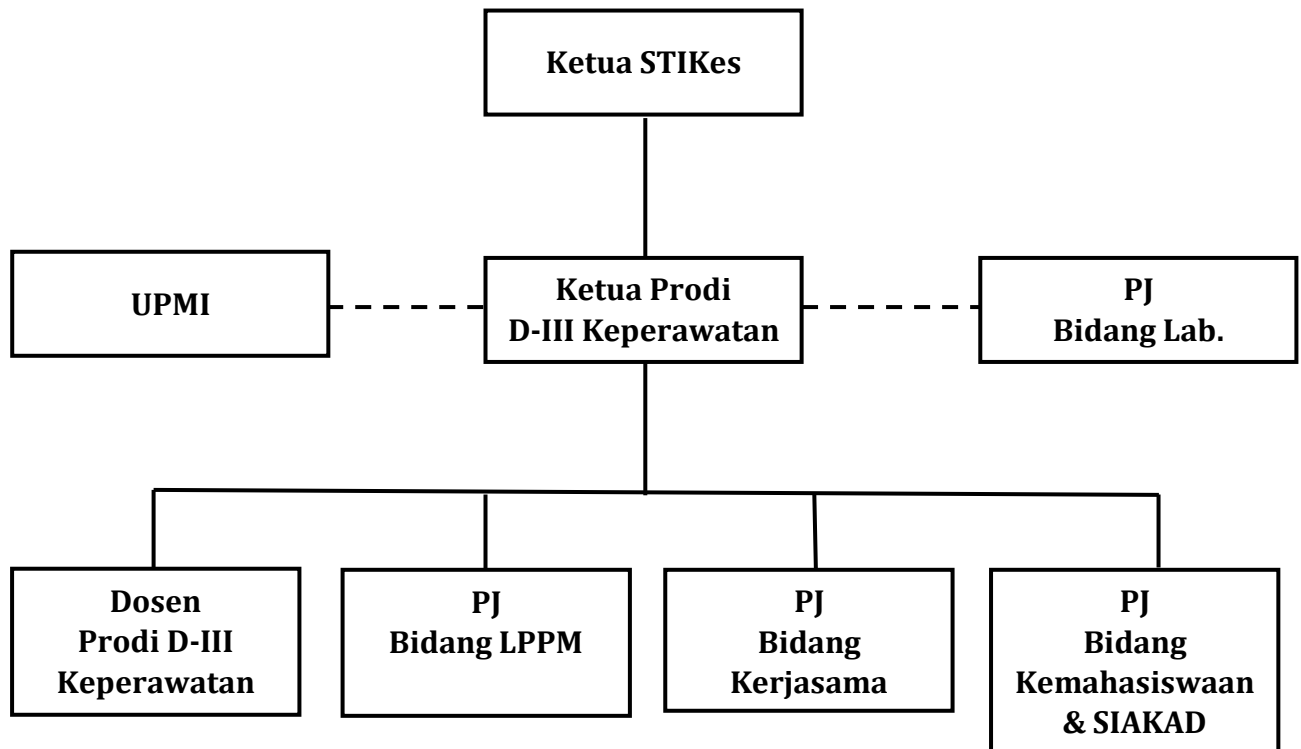 Ketua STIKes
UPMI
Ketua Prodi
D-III Keperawatan
PJ
Bidang Lab.
Dosen
Prodi D-III
Keperawatan
PJ
Bidang LPPM
PJ
Bidang
Kerjasama
PJ
Bidang
Kemahasiswaan
& SIAKAD